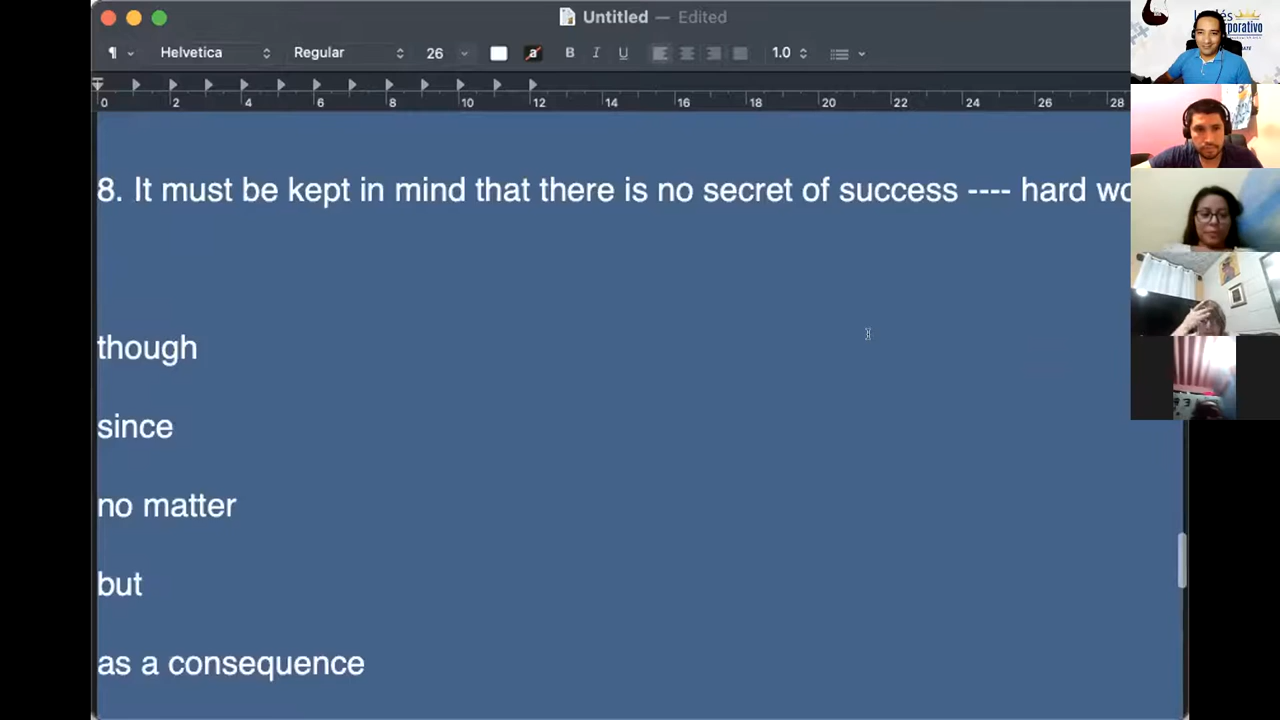 Untitled — Edited
¶ Helvetica Regular 26 a B I U 1.0
0 2 4 6 8 10 12 14 16 18 20 22 24 26 28
8. It must be kept in mind that there is no secret of success ---- hard
though
since
no matter
but
as a consequence